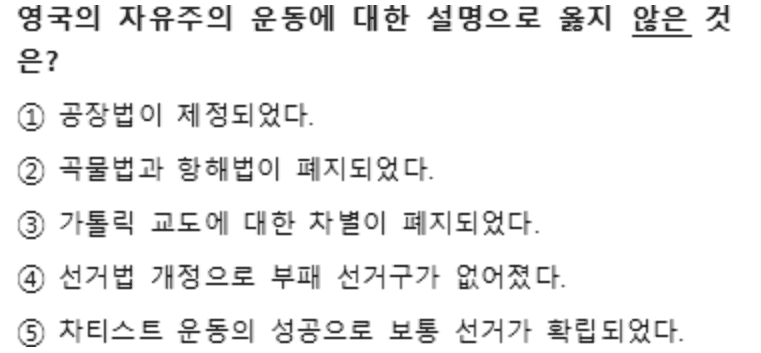 영국의 자유주의 운동에 대한 설명으로 옳지 않은 것
은?
① 공장법이 제정되었다.
② 곡물법과 항해법이 폐지되었다.
③ 가톨릭 교도에 대한 차별이 폐지되었다.
④ 선거법 개정으로 부패 선거구가 없어졌다.
⑤ 차티스트 운동의 성공으로 보통 선거가 확립되었다.